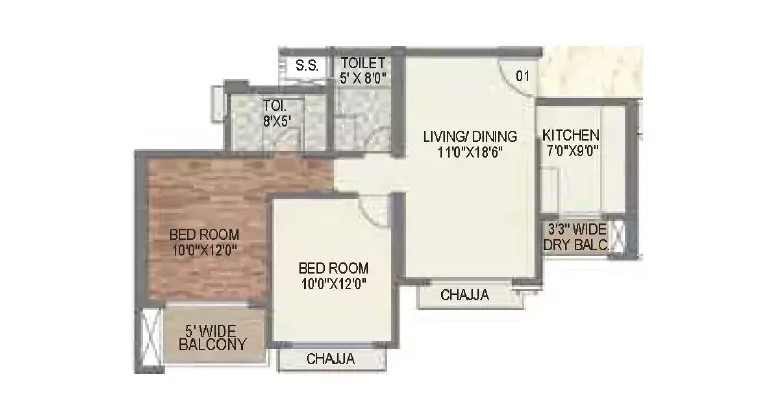 S.S.
TOILET
5' X 8'0"
01
TOI.
8'X5'
LIVING/ DINING
11'0"X18'6"
KITCHEN
7'0"X9'0"
BED ROOM
10'0"X12'0"
3'3" WIDE
DRY BALC.
BED ROOM
10'0"X12'0"
CHAJJA
5' WIDE
BALCONY
CHAJJA